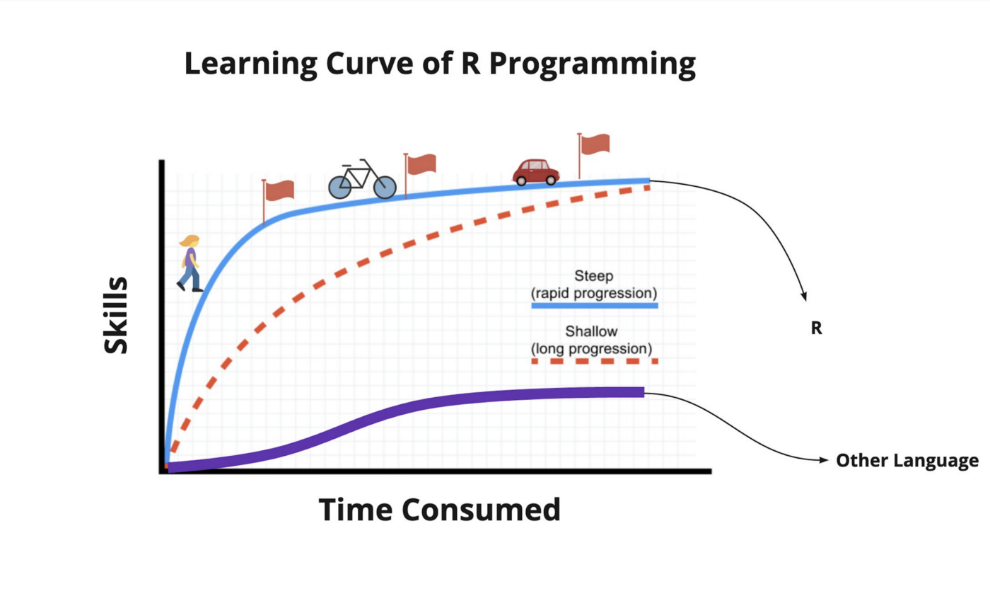 Learning Curve of R Programming
Skills
Steep
(rapid progression)
Shallow
(long progression)
R
Other Language
Time Consumed